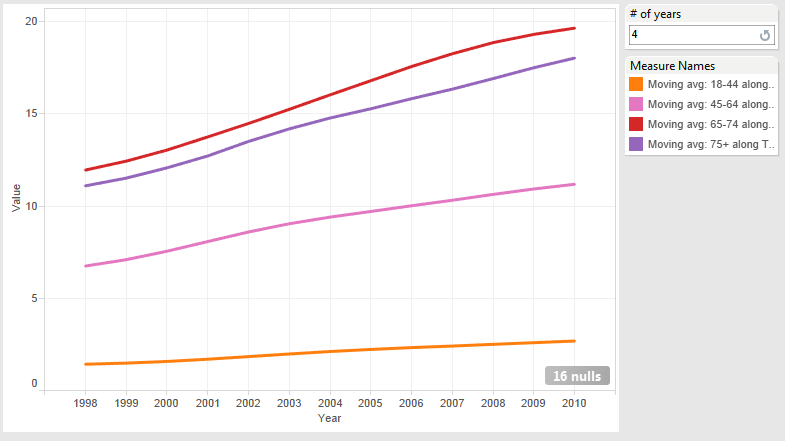 20
15
10
5
0
Value
1998 1999 2000 2001 2002 2003 2004 2005 2006 2007 2008 2009 2010
Year
16 nulls
# of years
4
Measure Names
Moving avg: 18-44 along..
Moving avg: 45-64 along..
Moving avg: 65-74 along..
Moving avg: 75+ along T..